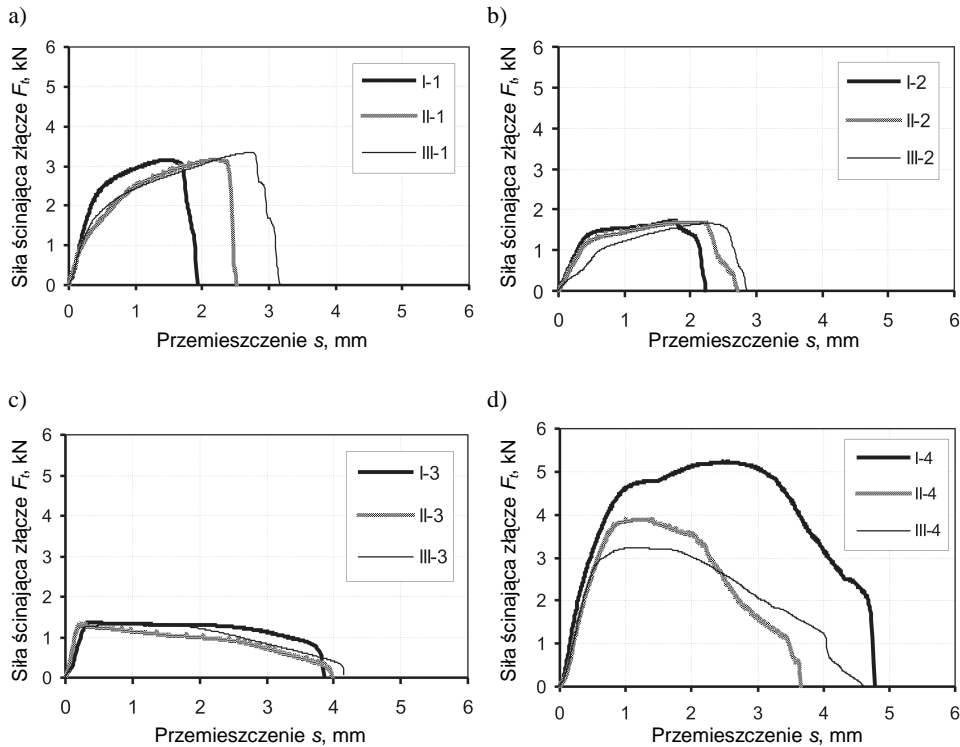 a)
Siła ścinająca złącze Ft, kN
6
5
4
3
2
1
0
I-1
II-1
III-1
0 1 2 3 4 5 6
Przemieszczenie s, mm
b)
Siła ścinająca złącze Ft, kN
6
5
4
3
2
1
0
I-2
II-2
III-2
0 1 2 3 4 5 6
Przemieszczenie s, mm
c)
Siła ścinająca złącze Ft, kN
6
5
4
3
2
1
0
I-3
II-3
III-3
0 1 2 3 4 5 6
Przemieszczenie s, mm
d)
Siła ścinająca złącze Ft, kN
6
5
4
3
2
1
0
I-4
II-4
III-4
0 1 2 3 4 5 6
Przemieszczenie s, mm